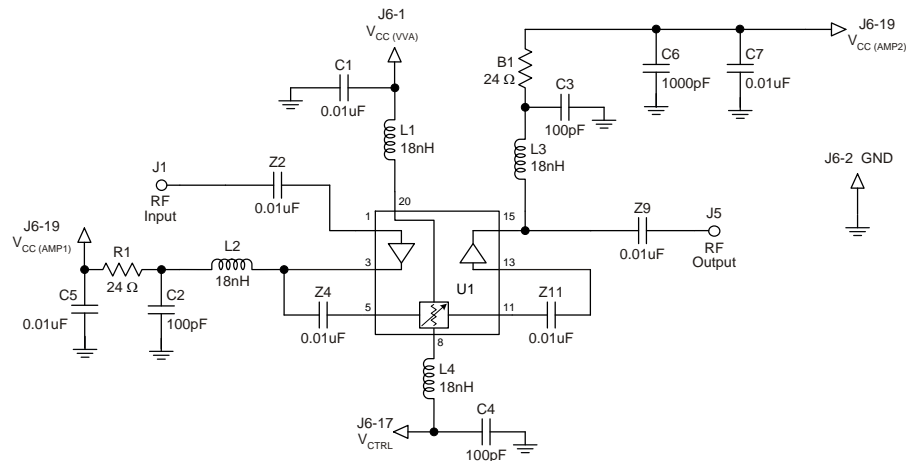 J6-1
VCC (VVA)
C1
0.01uF
L1
18nH
J6-19
VCC (AMP2)
B1
24 Ω
C6
1000pF
C7
0.01uF
C3
100pF
L3
18nH
J6-2 GND
J1
RF
Input
Z2
0.01uF
20
1
15
Z9
0.01uF
J5
RF
Output
J6-19
VCC (AMP1)
R1
24 Ω
L2
18nH
3
13
U1
C5
0.01uF
C2
100pF
Z4
0.01uF
5
11
Z11
0.01uF
8
L4
18nH
J6-17
VCTRL
C4
100pF